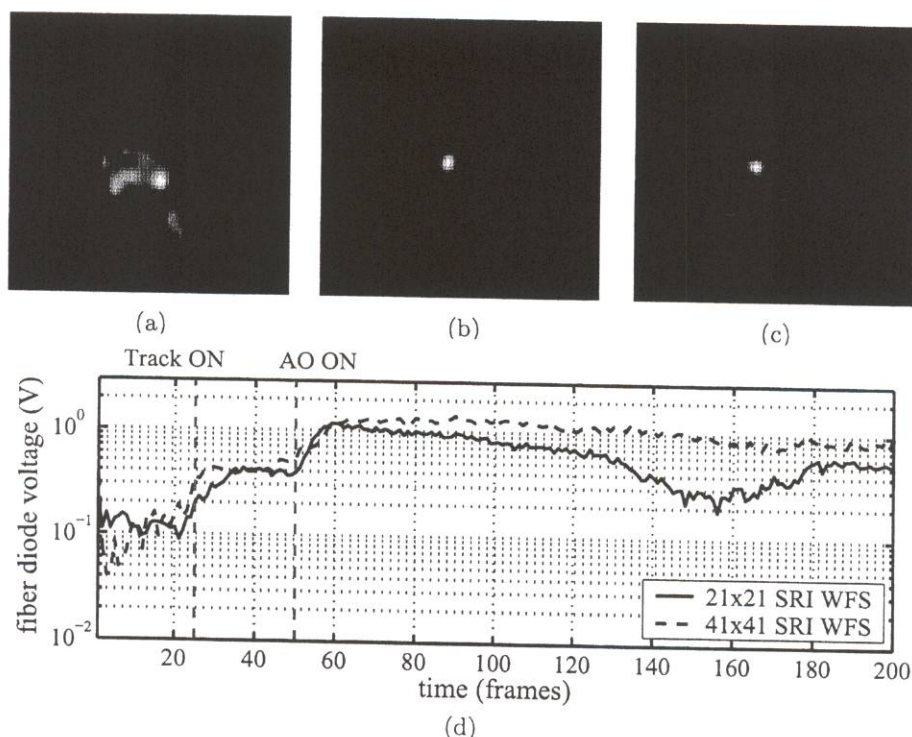 (a)
(b)
(c)
Track ON
AO ON
fiber diode voltage (V)
10^0
10^-1
10^-2
21x21 SRI WFS
41x41 SRI WFS
20
40
60
80
100
120
140
160
180
200
time (frames)
(d)